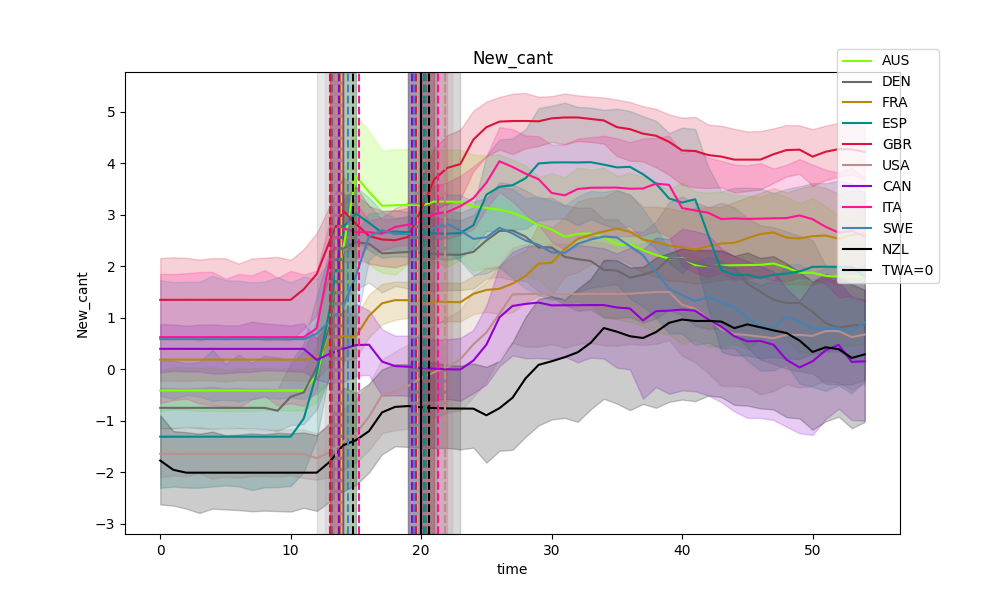 New_cant
AUS
DEN
FRA
ESP
GBR
USA
CAN
ITA
SWE
NZL
TWA=0
5
4
3
2
1
0
−1
−2
−3
New_cant
0
10
20
30
40
50
time